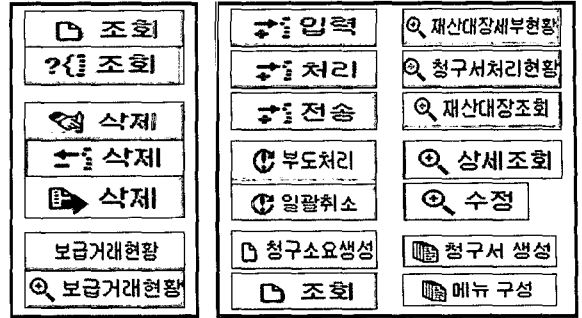 조회
?{} 조회
삭제
삭제
삭제
보급거래현황
보급거래현황
입력
재산대장세부현황
처리
청구서처리현황
전송
재산대장조회
부도처리
상세조회
일괄취소
수정
청구소요생성
청구서 생성
조회
메뉴 구성